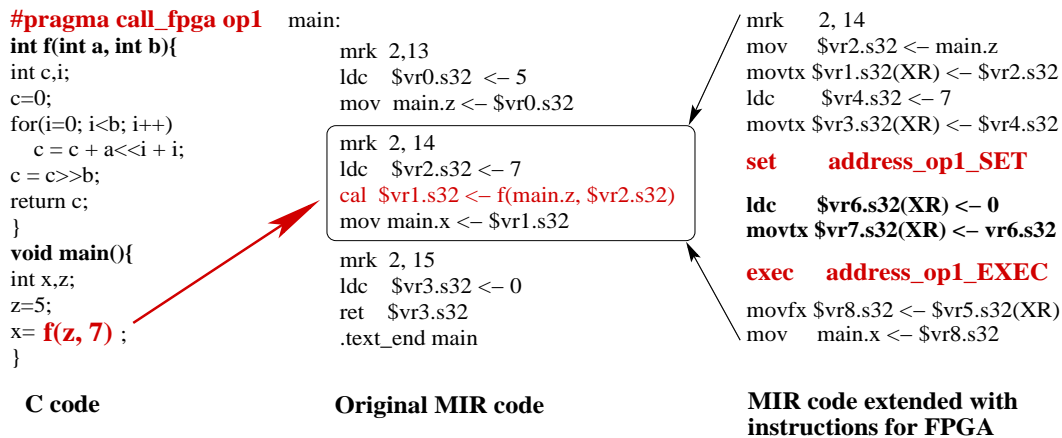 #pragma call_fpga op1
int f(int a, int b){
int c,i;
c=0;
for(i=0; i<b; i++)
c = c + a<<i + i;
c = c>>b;
return c;
}
void main(){
int x,z;
z=5;
x= f(z, 7) ;
}
C code
main:
mrk 2,13
ldc $vr0.s32 <− 5
mov main.z <− $vr0.s32
mrk 2, 14
ldc $vr2.s32 <− 7
cal $vr1.s32 <− f(main.z, $vr2.s32)
mov main.x <− $vr1.s32
mrk 2, 15
ldc $vr3.s32 <− 0
ret $vr3.s32
.text_end main
Original MIR code
mrk 2, 14
mov $vr2.s32 <− main.z
movtx $vr1.s32(XR) <− $vr2.s32
ldc $vr4.s32 <− 7
movtx $vr3.s32(XR) <− $vr4.s32
set address_op1_SET
ldc $vr6.s32(XR) <− 0
movtx $vr7.s32(XR) <− vr6.s32
exec address_op1_EXEC
movfx $vr8.s32 <− $vr5.s32(XR)
mov main.x <− $vr8.s32
MIR code extended with
instructions for FPGA